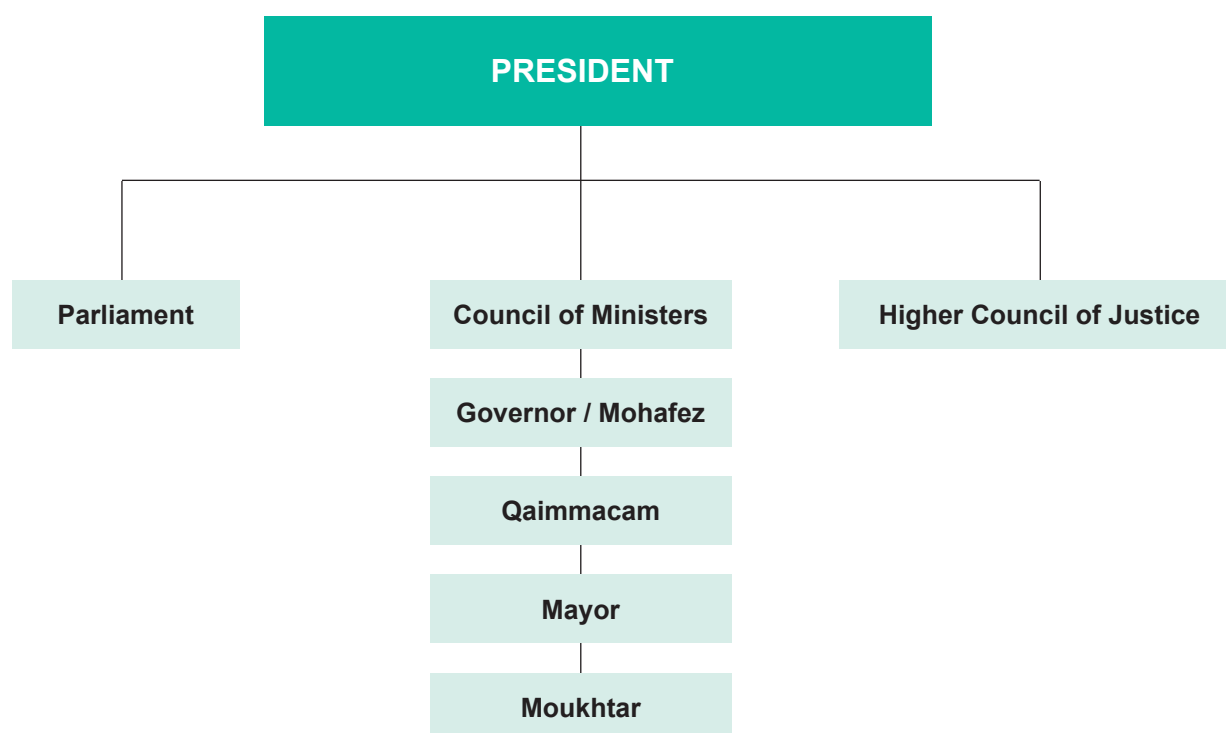 PRESIDENT
Parliament
Council of Ministers
Higher Council of Justice
Governor / Mohafez
Qaimmacam
Mayor
Moukhtar